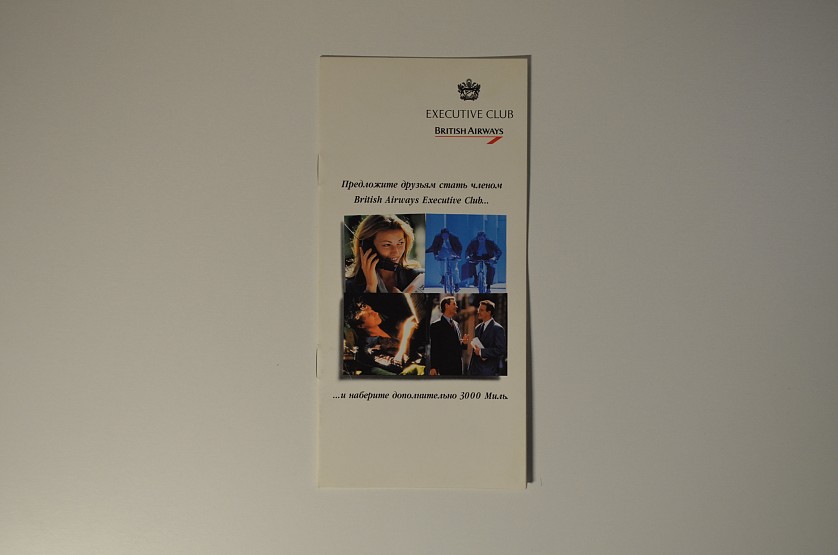 EXECUTIVE CLUB
BRITISH AIRWAYS
Предложите друзьям стать членом
British Airways Executive Club...
...и наберите дополнительно 3000 Миль.